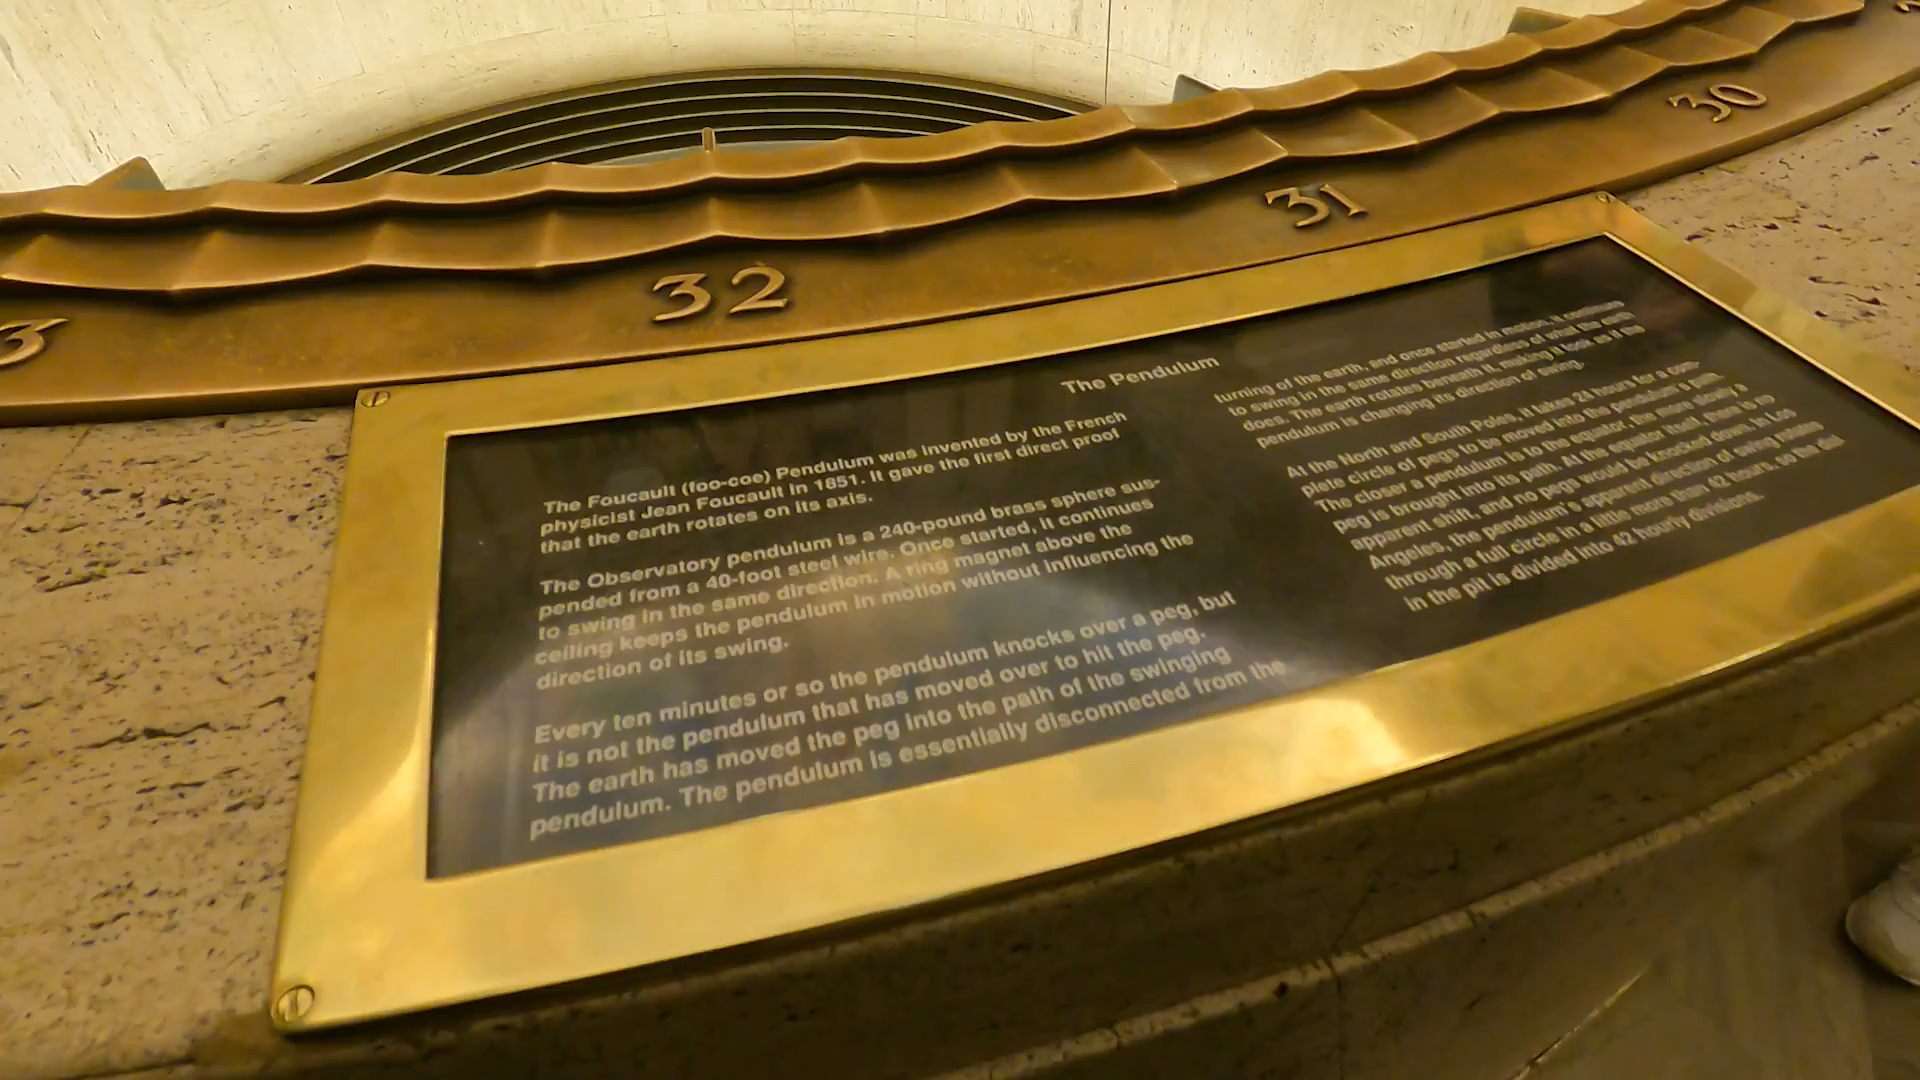 30
31
32
3
The Pendulum
The Foucault (foo-coe) Pendulum was invented by the French
physicist Jean Foucault in 1851. It gave the first direct proof
that the earth rotates on its axis.
The Observatory pendulum is a 240-pound brass sphere sus-
pended from a 40-foot steel wire. Once started, it continues
to swing in the same direction. A ring magnet above the
ceiling keeps the pendulum in motion without influencing the
direction of its swing.
Every ten minutes or so the pendulum knocks over a peg, but
it is not the pendulum that has moved over to hit the peg.
The earth has moved the peg into the path of the swinging
pendulum. The pendulum is essentially disconnected from the
turning of the earth, and once started in motion, it continues
to swing in the same direction regardless of what the earth
does. The earth rotates beneath it, making it look as if the
pendulum is changing its direction of swing.
At the North and South Poles, it takes 24 hours for a com-
plete circle of pegs to be moved into the pendulum's path.
The closer a pendulum is to the equator, the more slowly a
peg is brought into its path. At the equator itself, there is no
apparent shift, and no pegs would be knocked down. In Los
Angeles, the pendulum's apparent direction of swing rotates
through a full circle in a little more than 42 hours, so the dial
in the pit is divided into 42 hourly divisions.